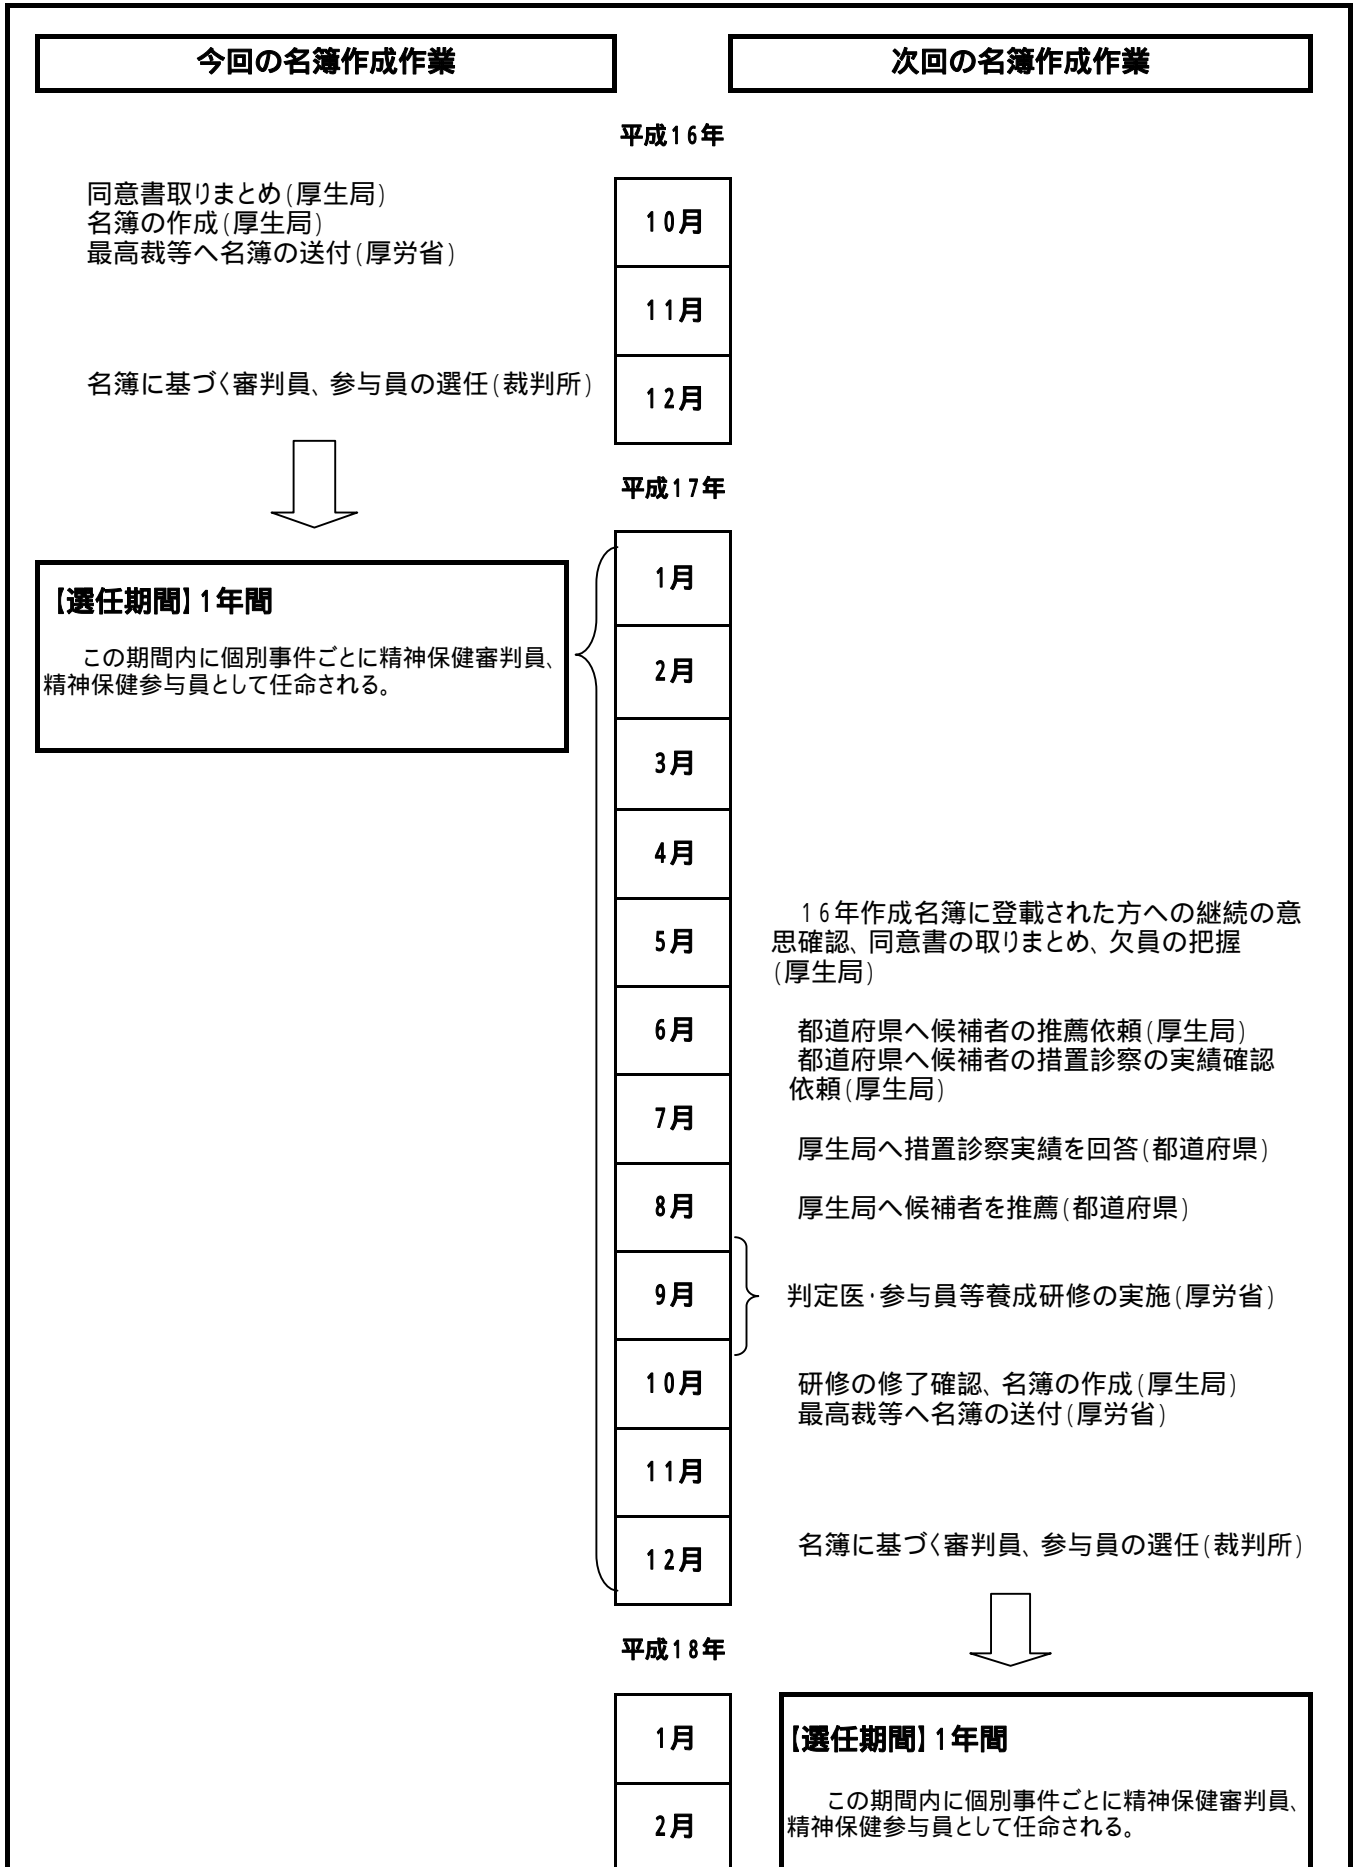 今回の名簿作成作業
次回の名簿作成作業
平成16年
同意書取りまとめ(厚生局)
名簿の作成(厚生局)
最高裁等へ名簿の送付(厚労省)
10月
11月
名簿に基づく審判員、参与員の選任(裁判所)
12月
平成17年
【選任期間】1年間
この期間内に個別事件ごとに精神保健審判員、
精神保健参与員として任命される。
1月
2月
3月
4月
5月
16年作成名簿に登載された方への継続の意
思確認、同意書の取りまとめ、欠員の把握
(厚生局)
6月
都道府県へ候補者の推薦依頼(厚生局)
都道府県へ候補者の措置診察の実績確認
依頼(厚生局)
7月
厚生局へ措置診察実績を回答(都道府県)
8月
厚生局へ候補者を推薦(都道府県)
9月
判定医・参与員等養成研修の実施(厚労省)
10月
研修の修了確認、名簿の作成(厚生局)
最高裁等へ名簿の送付(厚労省)
11月
12月
名簿に基づく審判員、参与員の選任(裁判所)
平成18年
1月
2月
【選任期間】1年間
この期間内に個別事件ごとに精神保健審判員、
精神保健参与員として任命される。